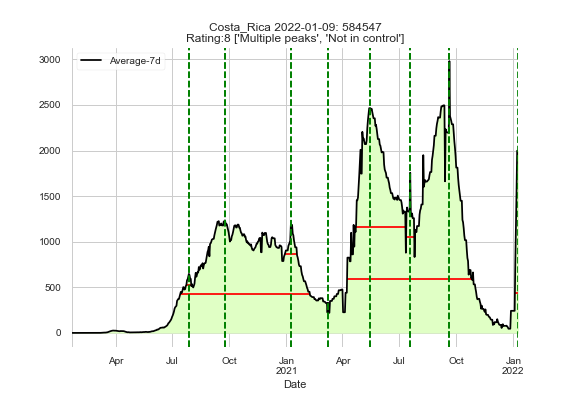 Costa_Rica 2022-01-09: 584547
Rating:8 ['Multiple peaks', 'Not in control']
Average-7d
3000
2500
2000
1500
1000
500
0
Apr
Jul
Oct
Jan
2021
Apr
Jul
Oct
Jan
2022
Date